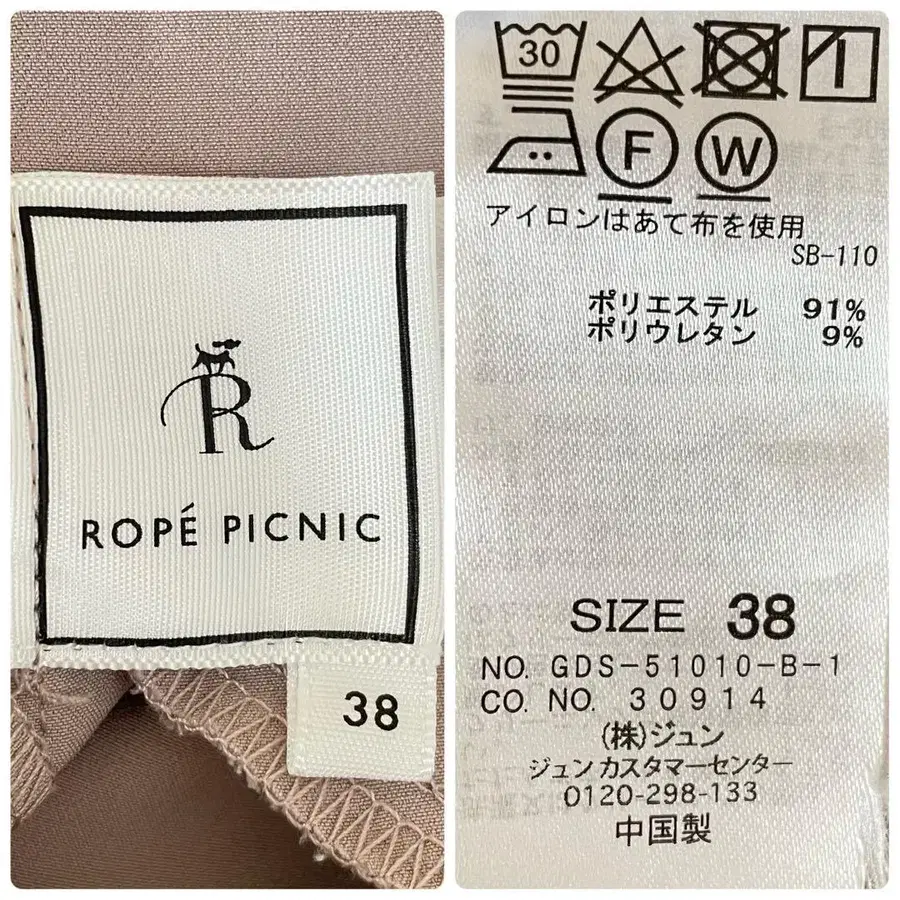 R
ROPÉ PICNIC
38
30
F W
アイロンはあて布を使用
SB-110
ポリエステル 91%
ポリウレタン 9%
SIZE 38
NO. GDS-51010-B-1
CO. NO. 30914
(株)ジュン
ジュン カスタマーセンター
0120-298-133
中国製